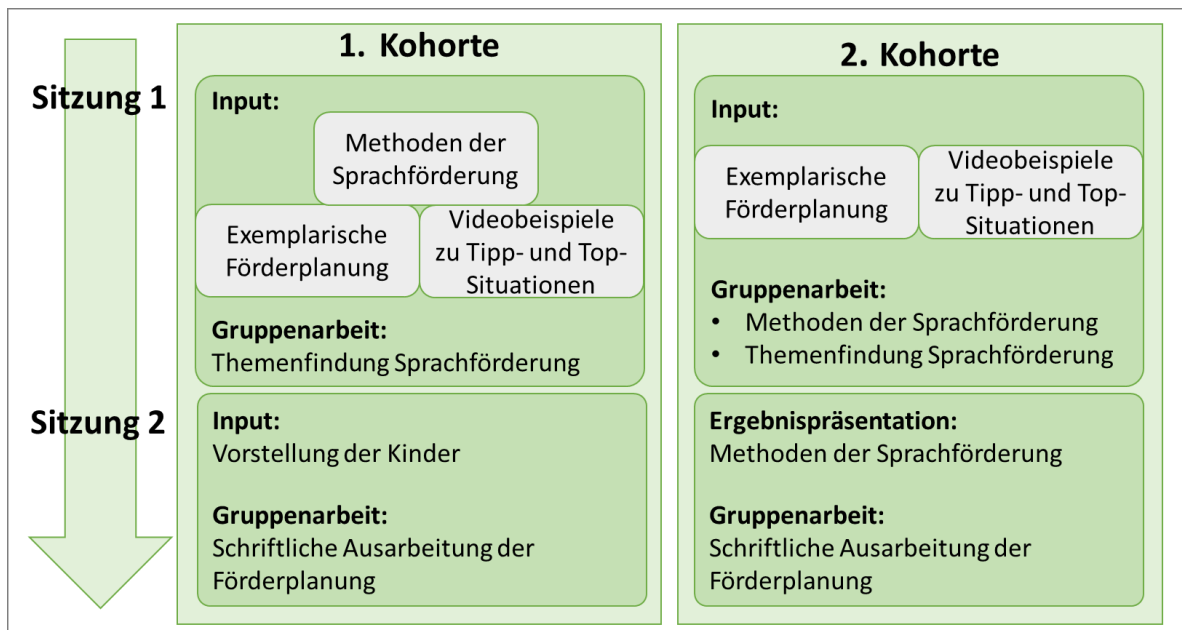 1. Kohorte
Sitzung 1
Input:
Methoden der
Sprachförderung
Exemplarische
Förderplanung
Videobeispiele
zu Tipp- und Top-
Situationen
Gruppenarbeit:
Themenfindung Sprachförderung
Sitzung 2
Input:
Vorstellung der Kinder
Gruppenarbeit:
Schriftliche Ausarbeitung der
Förderplanung
2. Kohorte
Input:
Exemplarische
Förderplanung
Videobeispiele
zu Tipp- und Top-
Situationen
Gruppenarbeit:
• Methoden der Sprachförderung
• Themenfindung Sprachförderung
Ergebnispräsentation:
Methoden der Sprachförderung
Gruppenarbeit:
Schriftliche Ausarbeitung der
Förderplanung